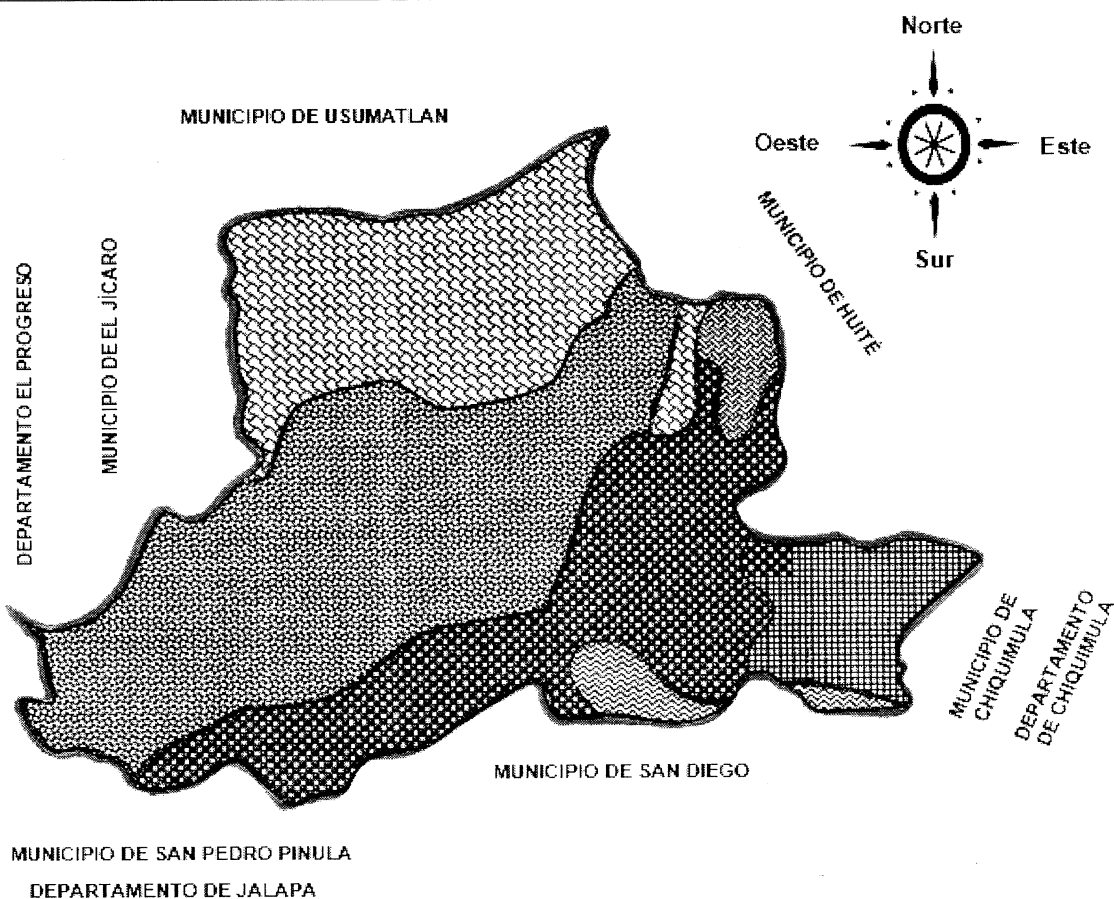 Norte
MUNICIPIO DE USUMATLAN
Oeste
Este
Sur
MUNICIPIO DE HUITÉ
DEPARTAMENTO EL PROGRESO
MUNICIPIO DE EL JÍCARO
MUNICIPIO DE
CHIQUIMULA
DEPARTAMENTO
DE CHIQUIMULA
MUNICIPIO DE SAN DIEGO
MUNICIPIO DE SAN PEDRO PINULA
DEPARTAMENTO DE JALAPA